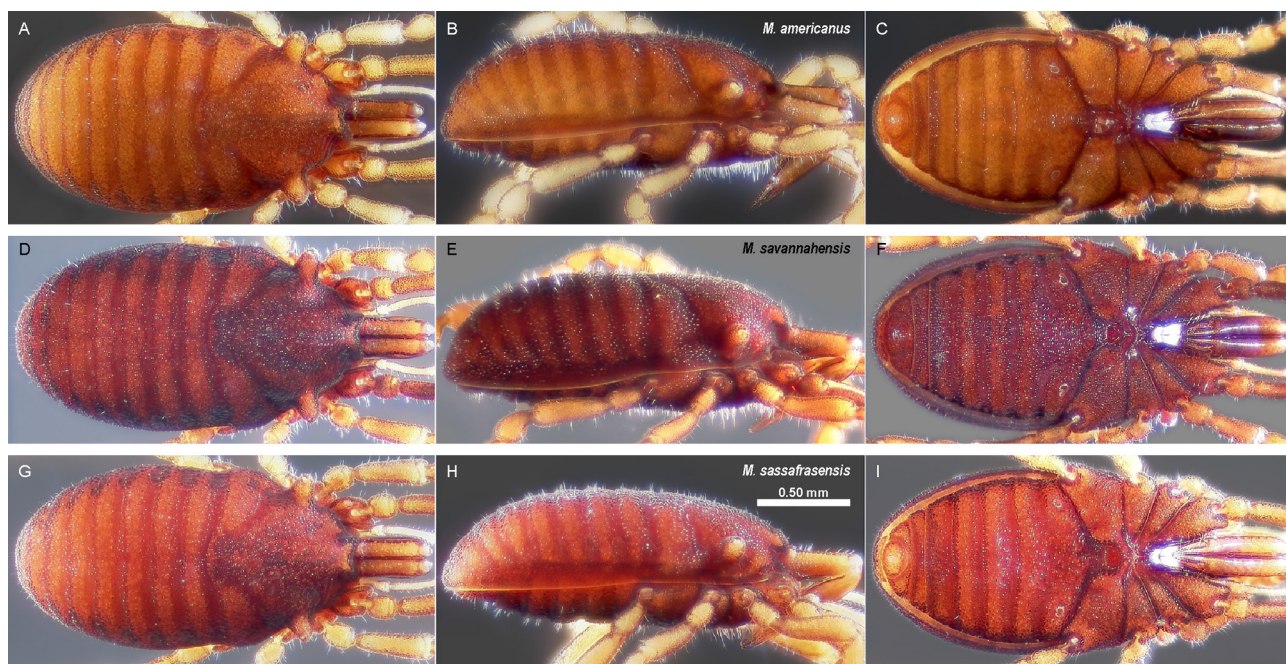 A
B
M. americanus
C
D
E
M. savannahensis
F
G
H
M. sassafrasensis
0.50 mm
I